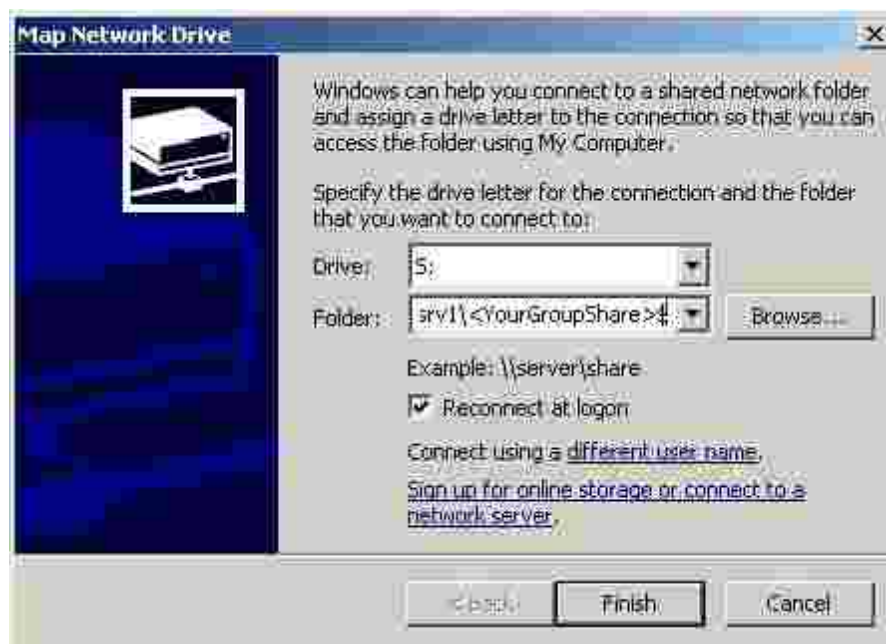 Map Network Drive
Windows can help you connect to a shared network folder
and assign a drive letter to the connection so that you can
access the folder using My Computer.
Specify the drive letter for the connection and the folder
that you want to connect to:
Drive: S:
Folder: srv1\<YourGroupShare>$ Browse...
Example: \\server\share
Reconnect at logon
Connect using a different user name.
Sign up for online storage or connect to a
network server.
< Back Finish Cancel